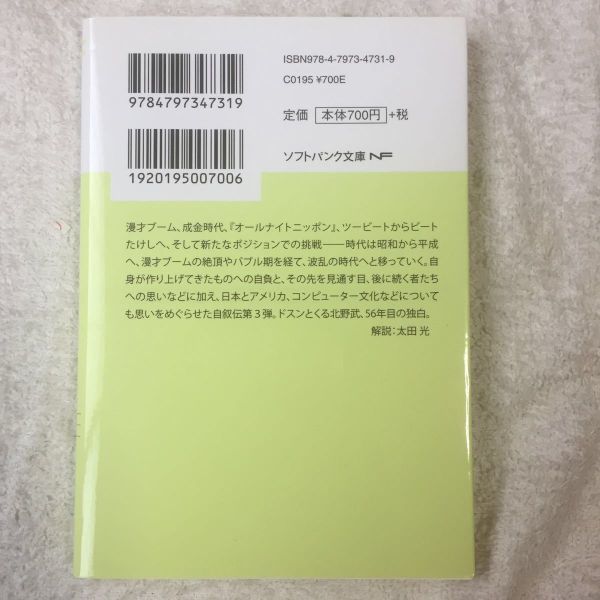 ISBN978-4-7973-4731-9
C0195 ¥700E
9784797347319
定価 本体700円 +税
ソフトバンク文庫 NF
1920195007006
漫才ブーム、成金時代、『オールナイトニッポン』、ツービートからビート
たけしへ、そして新たなポジションでの挑戦――時代は昭和から平成
へ、漫才ブームの絶頂やバブル期を経て、波乱の時代へと移っていく。自
身が作り上げてきたものへの自負と、その先を見通す目、後に続く者たち
への思いなどに加え、日本とアメリカ、コンピューター文化などについて
も思いをめぐらせた自叙伝第3弾。ドスンとくる北野武、56年目の独白。
解説：太田 光